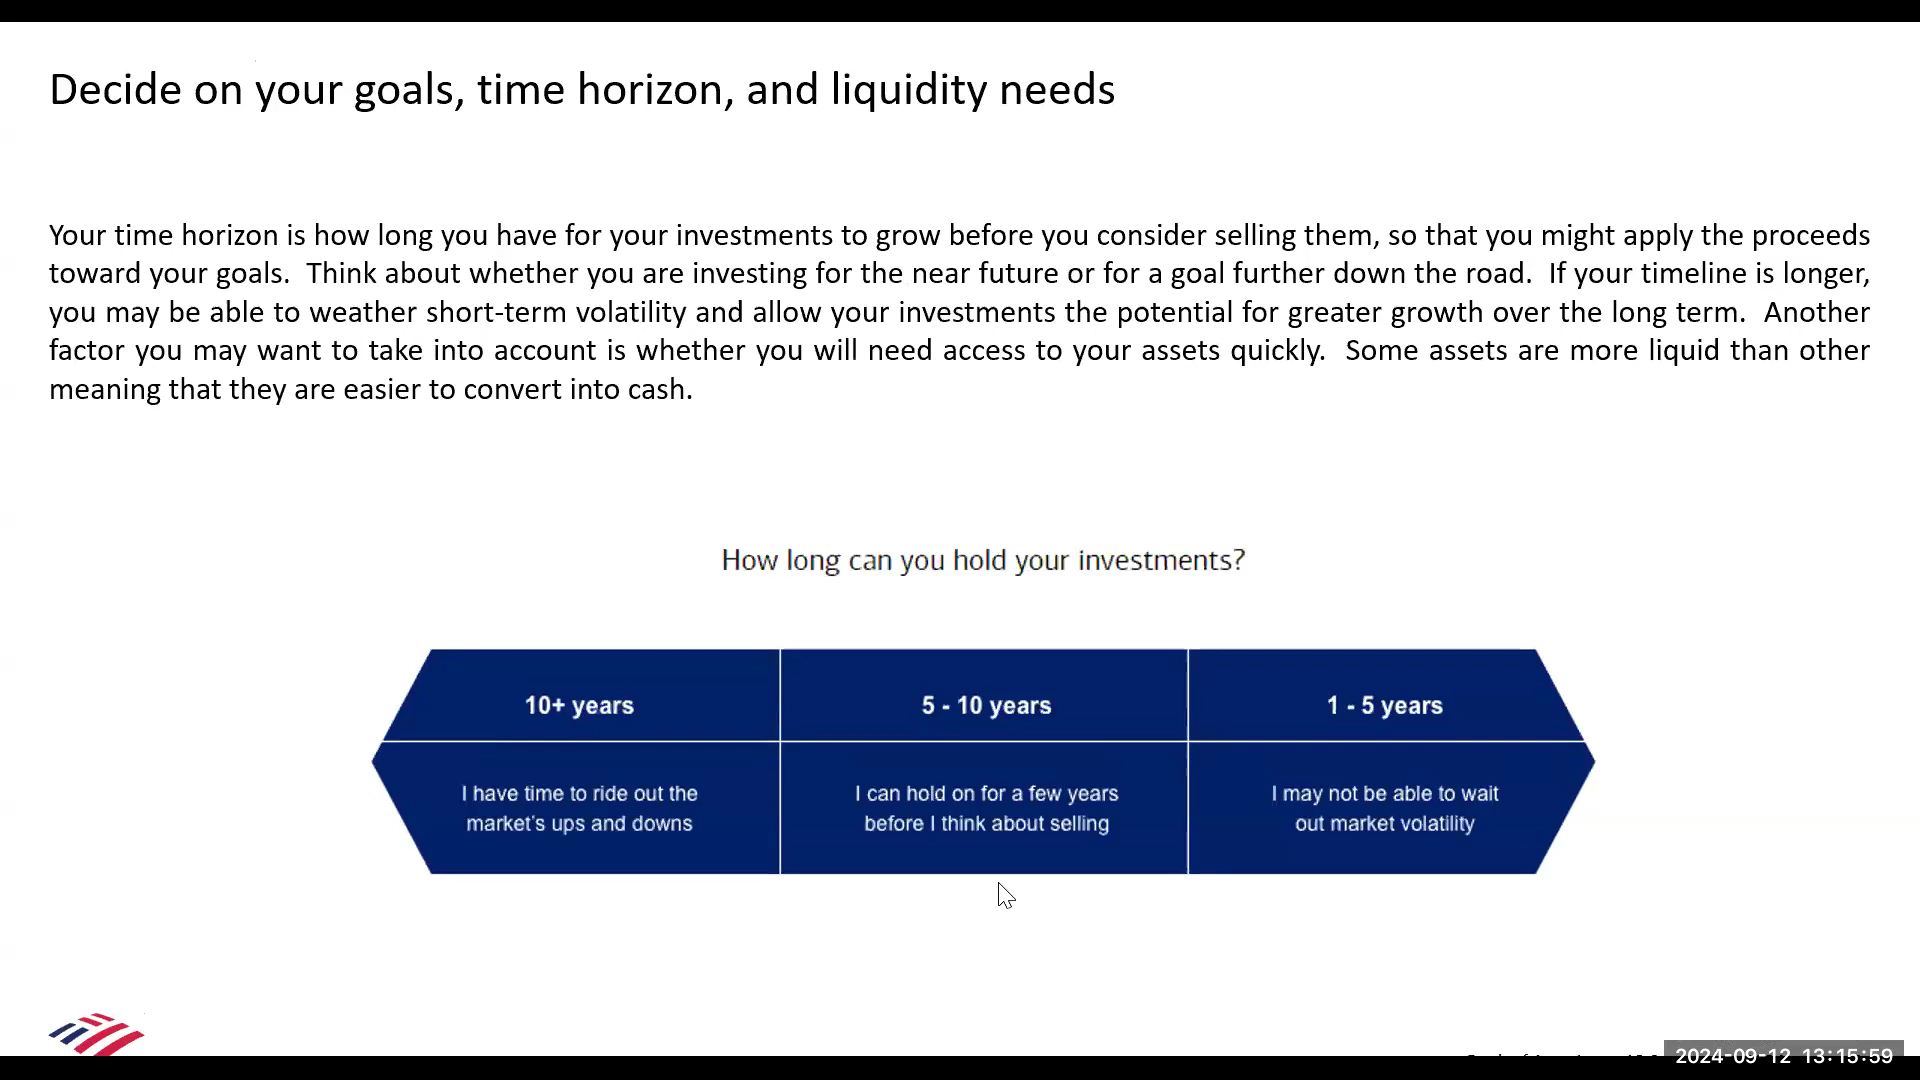 Decide on your goals, time horizon, and liquidity needs
Your time horizon is how long you have for your investments to grow before you consider selling them, so that you might apply the proceeds
toward your goals. Think about whether you are investing for the near future or for a goal further down the road. If your timeline is longer,
you may be able to weather short-term volatility and allow your investments the potential for greater growth over the long term. Another
factor you may want to take into account is whether you will need access to your assets quickly. Some assets are more liquid than other
meaning that they are easier to convert into cash.
How long can you hold your investments?
10+ years
5 - 10 years
1 - 5 years
I have time to ride out the
market's ups and downs
I can hold on for a few years
before I think about selling
I may not be able to wait
out market volatility
2024-09-12 13:15:59